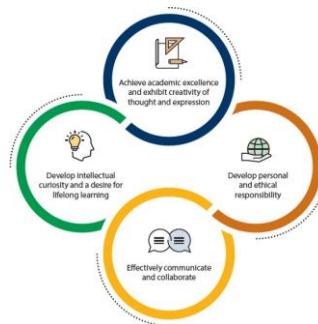 Achieve academic excellence
and exhibit creativity of
thought and expression
Develop intellectual
curiosity and a desire for
lifelong learning
Develop personal
and ethical
responsibility
Effectively communicate
and collaborate